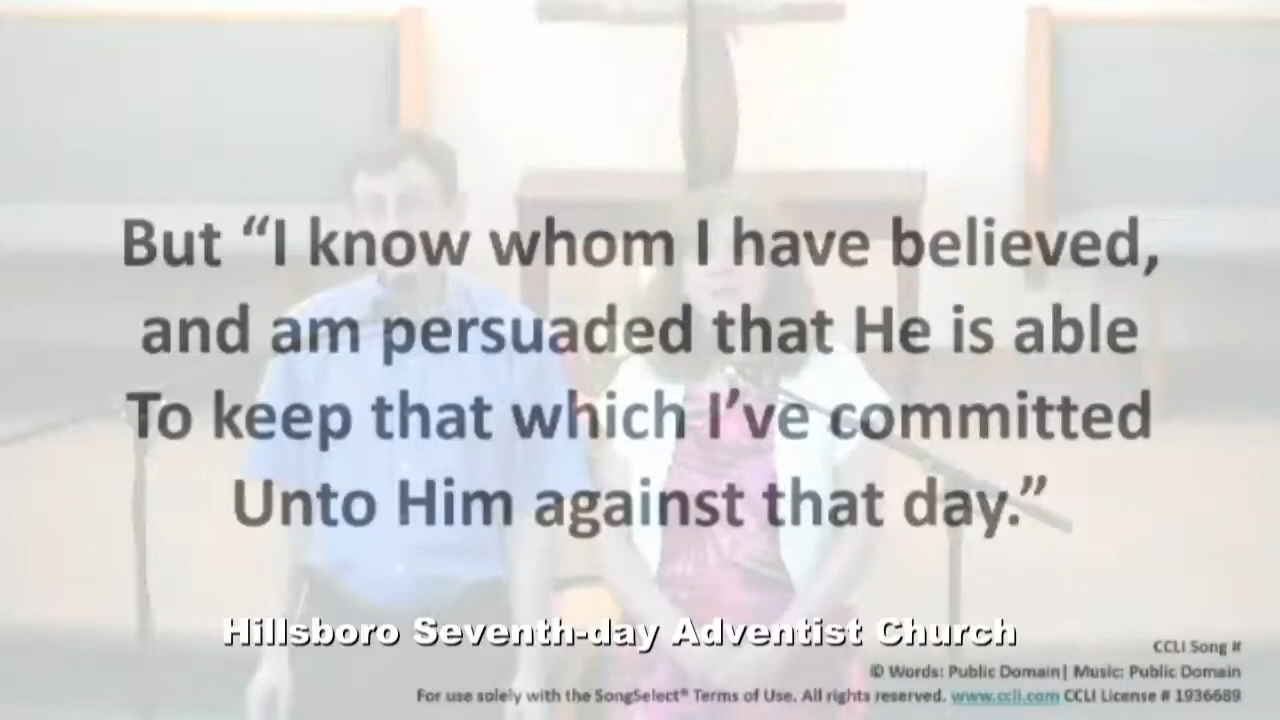 But “I know whom I have believed,
and am persuaded that He is able
To keep that which I’ve committed
Unto Him against that day.”
Hillsboro Seventh-day Adventist Church
CCLI Song #
© Words: Public Domain| Music: Public Domain
For use solely with the SongSelect® Terms of Use. All rights reserved. www.ccli.com CCLI License # 1936689